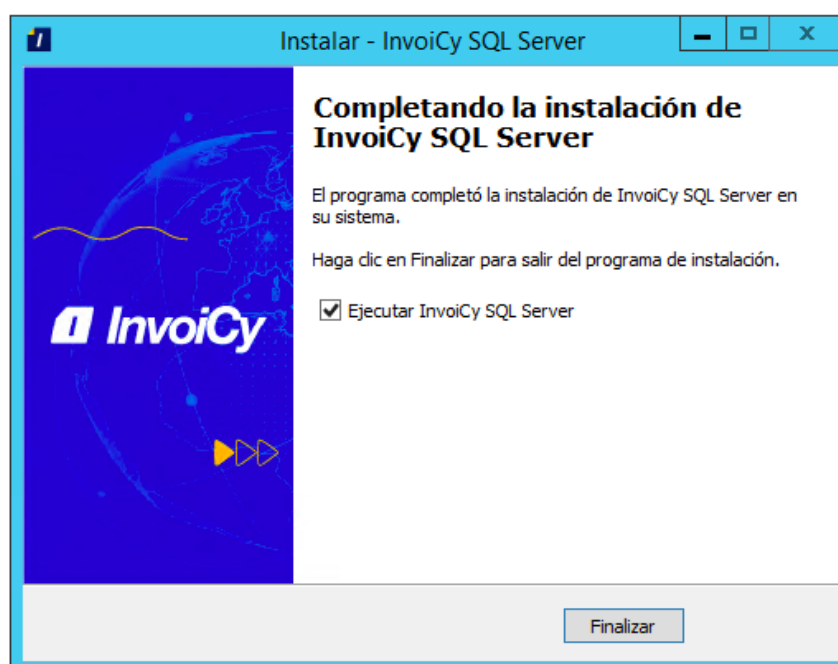 Instalar - InvoiCy SQL Server
Completando la instalación de
InvoiCy SQL Server
El programa completó la instalación de InvoiCy SQL Server en
su sistema.
Haga clic en Finalizar para salir del programa de instalación.
Ejecutar InvoiCy SQL Server
InvoiCy
Finalizar